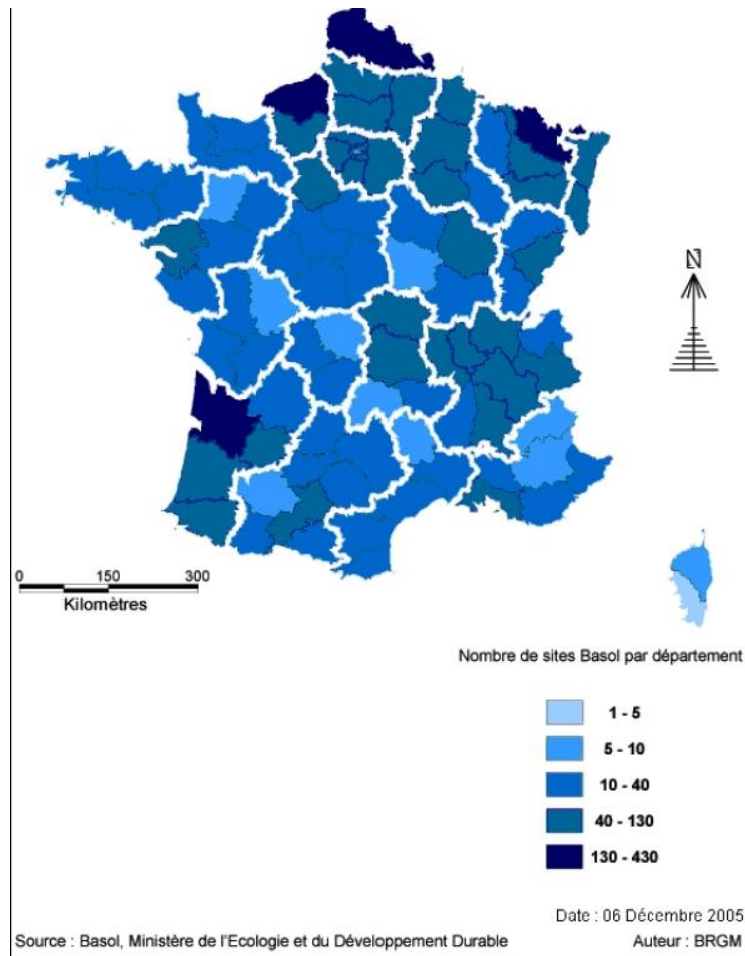 N
0 150 300
Kilomètres
Nombre de sites Basol par département
1 - 5
5 - 10
10 - 40
40 - 130
130 - 430
Date : 06 Décembre 2005
Source : Basol, Ministère de l'Ecologie et du Développement Durable Auteur : BRGM